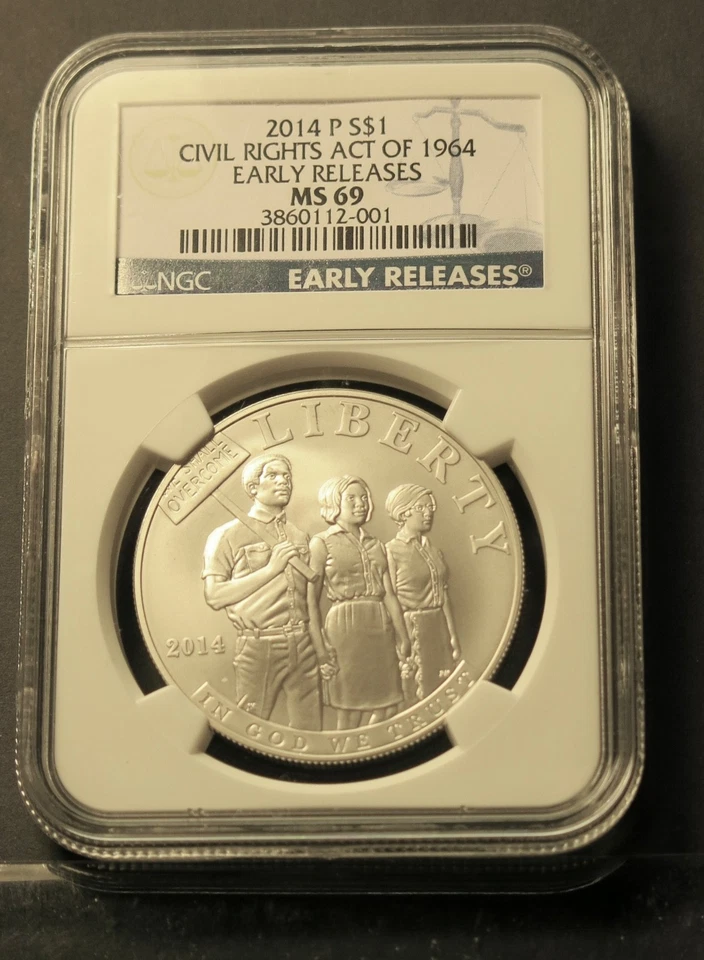 2014 P S$1
CIVIL RIGHTS ACT OF 1964
EARLY RELEASES
MS 69
3860112-001
NGC EARLY RELEASES®
LIBERTY
WE SHALL
OVERCOME
2014
IN GOD WE TRUST